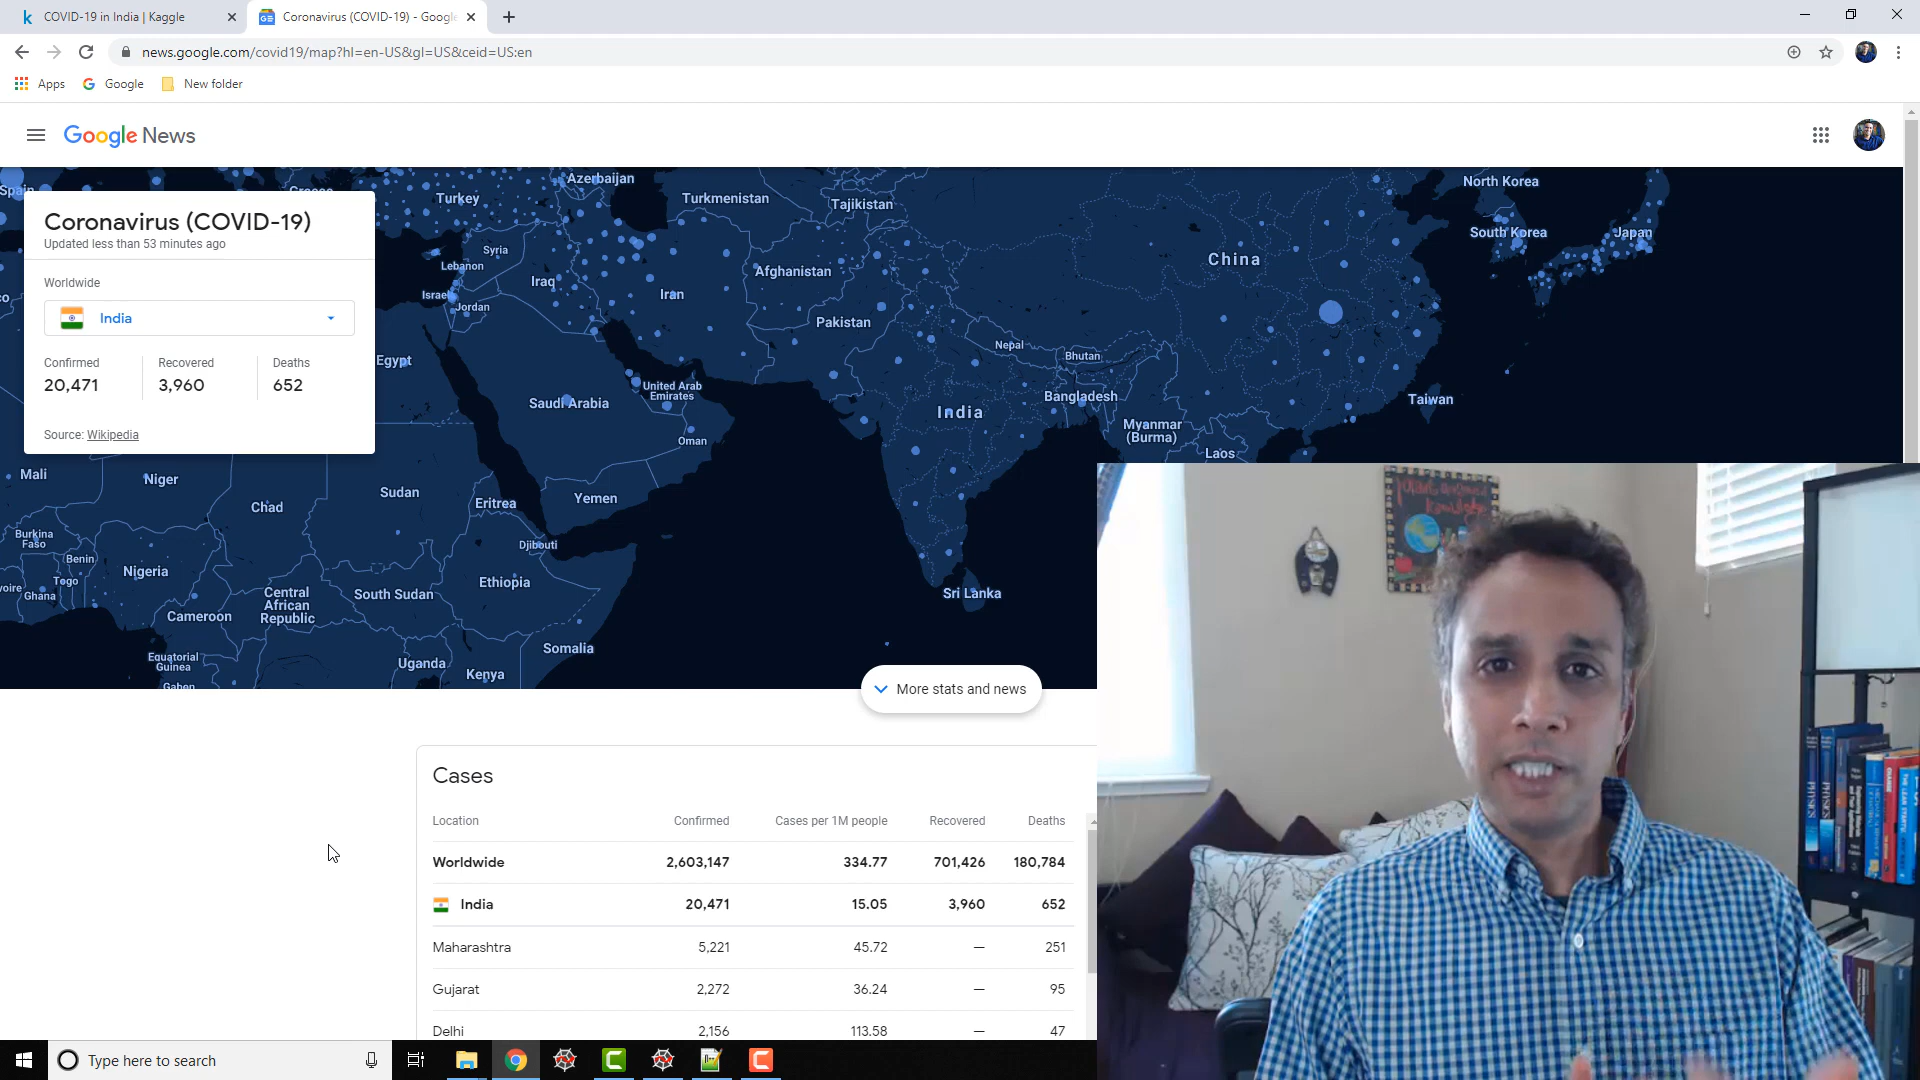 COVID-19 in India | Kaggle
Coronavirus (COVID-19) - Google
news.google.com/covid19/map?hl=en-US&gl=US&ceid=US:en
Apps
Google
New folder
Google News
Spain
Greece
Azerbaijan
Turkey
Turkmenistan
Tajikistan
North Korea
South Korea
Japan
Syria
Lebanon
Iraq
Israel
Jordan
Iran
Afghanistan
China
Pakistan
Nepal
Bhutan
Egypt
United Arab
Emirates
Saudi Arabia
India
Bangladesh
Taiwan
Oman
Myanmar
(Burma)
Laos
Coronavirus (COVID-19)
Updated less than 53 minutes ago
Worldwide
India
Confirmed
20,471
Recovered
3,960
Deaths
652
Source: Wikipedia
Mali
Niger
Chad
Sudan
Eritrea
Yemen
Burkina
Faso
Benin
Togo
Ghana
Nigeria
Djibouti
Ethiopia
Central
African
Republic
South Sudan
Cameroon
Sri Lanka
Equatorial
Guinea
Gaben
Uganda
Kenya
Somalia
More stats and news
Cases
Location Confirmed Cases per 1M people Recovered Deaths
Worldwide 2,603,147 334.77 701,426 180,784
India 20,471 15.05 3,960 652
Maharashtra 5,221 45.72 — 251
Gujarat 2,272 36.24 — 95
Delhi 2,156 113.58 — 47
PHYSICS
Type here to search